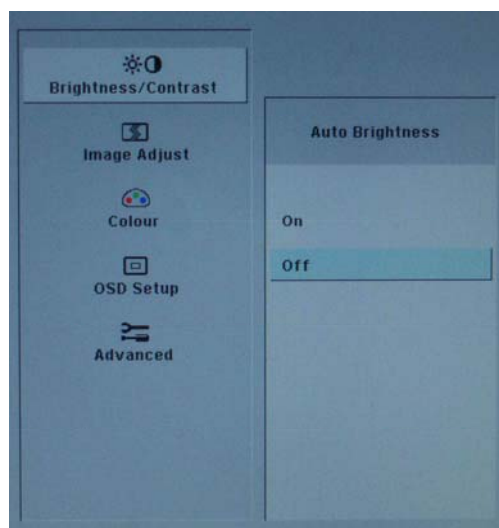 Brightness/Contrast
Image Adjust
Colour
OSD Setup
Advanced
Auto Brightness
On
Off